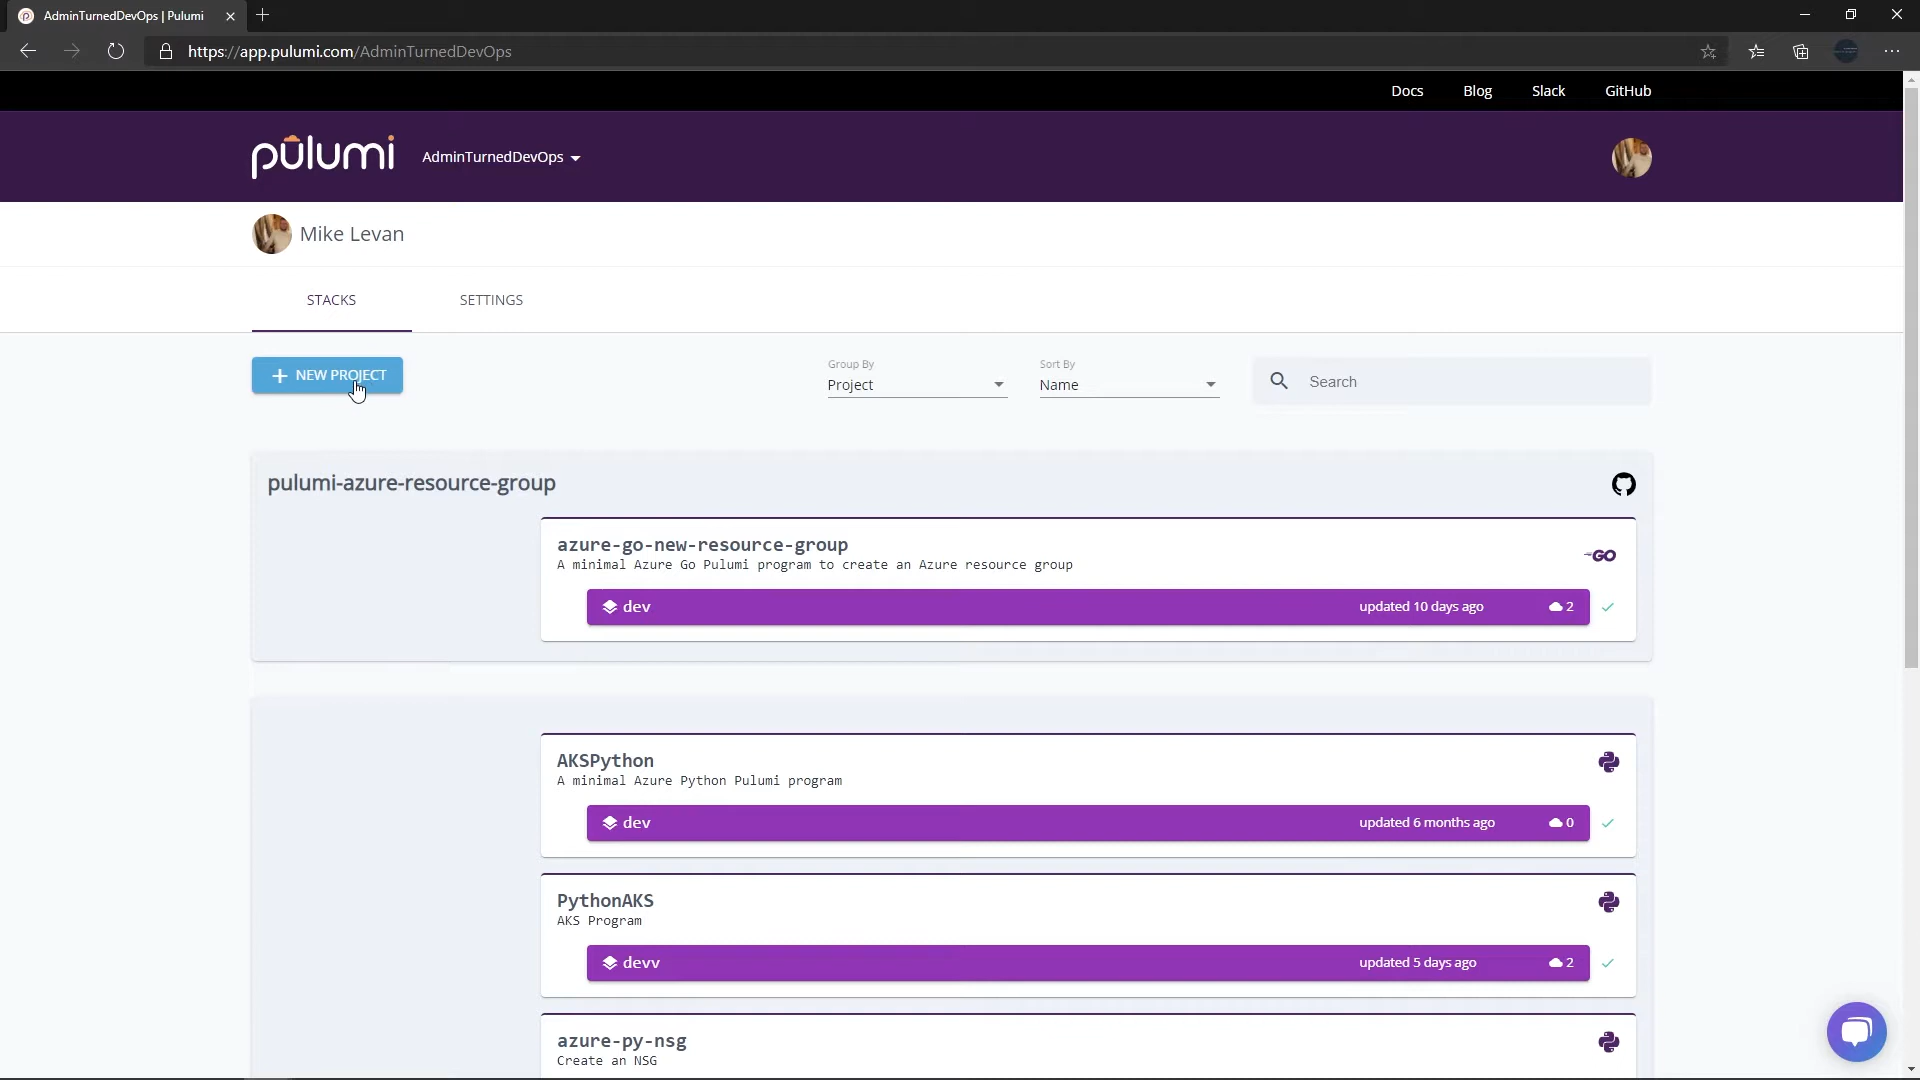 AdminTurnedDevOps | Pulumi
https://app.pulumi.com/AdminTurnedDevOps
Docs Blog Slack GitHub
pulumi AdminTurnedDevOps
Mike Levan
STACKS SETTINGS
NEW PROJECT
Group By
Project
Sort By
Name
Search
pulumi-azure-resource-group
azure-go-new-resource-group
A minimal Azure Go Pulumi program to create an Azure resource group
GO
dev updated 10 days ago 2
AKSPython
A minimal Azure Python Pulumi program
dev updated 6 months ago 0
PythonAKS
AKS Program
devv updated 5 days ago 2
azure-py-nsg
Create an NSG